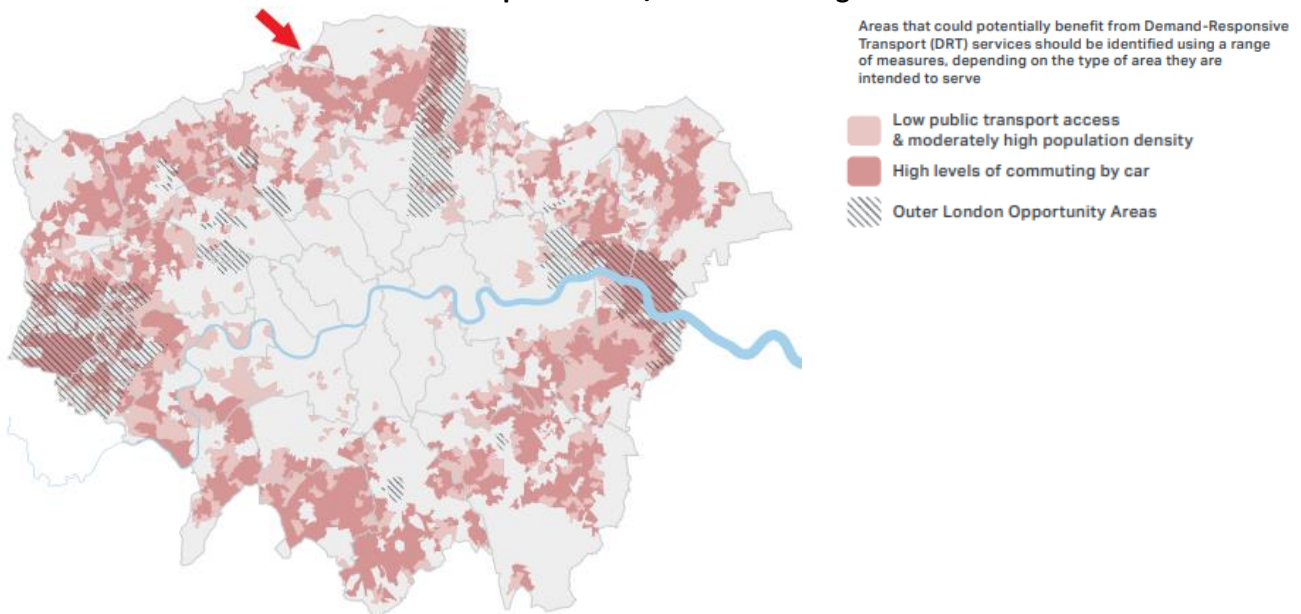 Areas that could potentially benefit from Demand-Responsive
Transport (DRT) services should be identified using a range
of measures, depending on the type of area they are
intended to serve
Low public transport access
& moderately high population density
High levels of commuting by car
Outer London Opportunity Areas